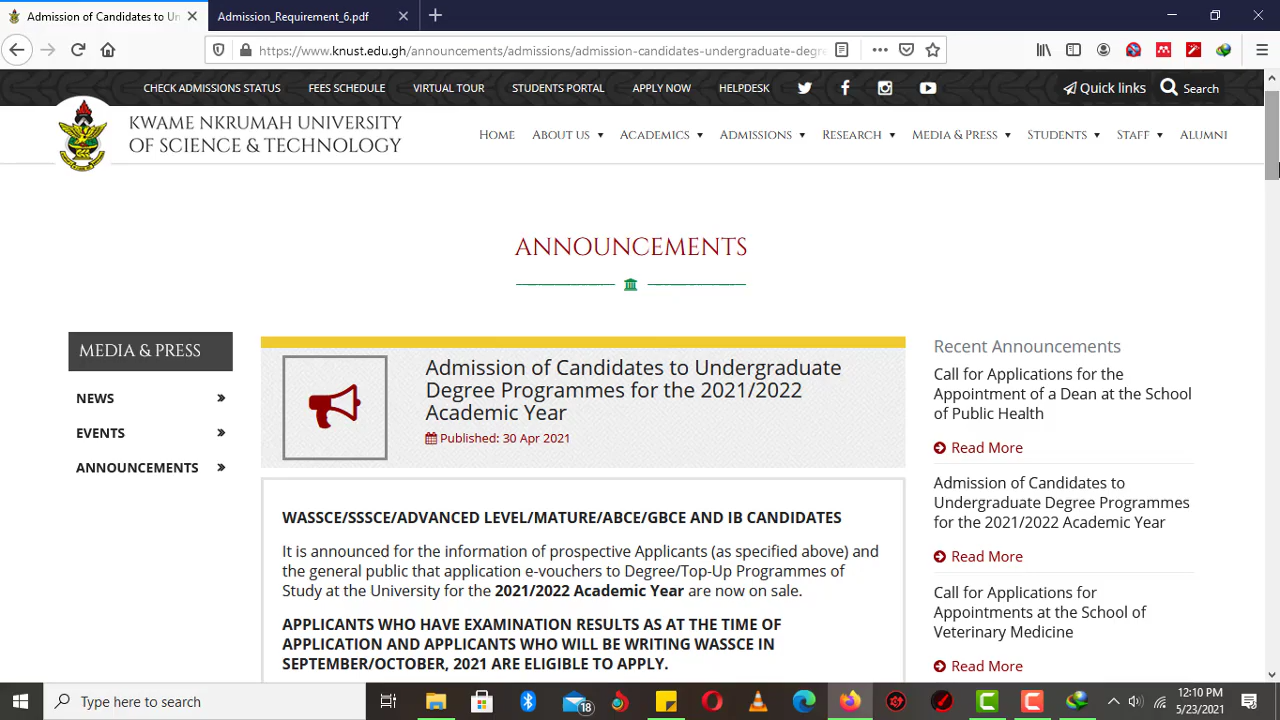 Admission of Candidates to Un
Admission_Requirement_6.pdf
https://www.knust.edu.gh/announcements/admissions/admission-candidates-undergraduate-degre
CHECK ADMISSIONS STATUS
FEES SCHEDULE
VIRTUAL TOUR
STUDENTS PORTAL
APPLY NOW
HELPDESK
Quick links
Search
KWAME NKRUMAH UNIVERSITY
OF SCIENCE & TECHNOLOGY
HOME
ABOUT US
ACADEMICS
ADMISSIONS
RESEARCH
MEDIA & PRESS
STUDENTS
STAFF
ALUMNI
ANNOUNCEMENTS
MEDIA & PRESS
NEWS
EVENTS
ANNOUNCEMENTS
Admission of Candidates to Undergraduate
Degree Programmes for the 2021/2022
Academic Year
Published: 30 Apr 2021
WASSCE/SSSCE/ADVANCED LEVEL/MATURE/ABCE/GBCE AND IB CANDIDATES
It is announced for the information of prospective Applicants (as specified above) and
the general public that application e-vouchers to Degree/Top-Up Programmes of
Study at the University for the 2021/2022 Academic Year are now on sale.
APPLICANTS WHO HAVE EXAMINATION RESULTS AS AT THE TIME OF
APPLICATION AND APPLICANTS WHO WILL BE WRITING WASSCE IN
SEPTEMBER/OCTOBER, 2021 ARE ELIGIBLE TO APPLY.
Recent Announcements
Call for Applications for the
Appointment of a Dean at the School
of Public Health
Read More
Admission of Candidates to
Undergraduate Degree Programmes
for the 2021/2022 Academic Year
Read More
Call for Applications for
Appointments at the School of
Veterinary Medicine
Read More
Type here to search
18
12:10 PM
5/23/2021